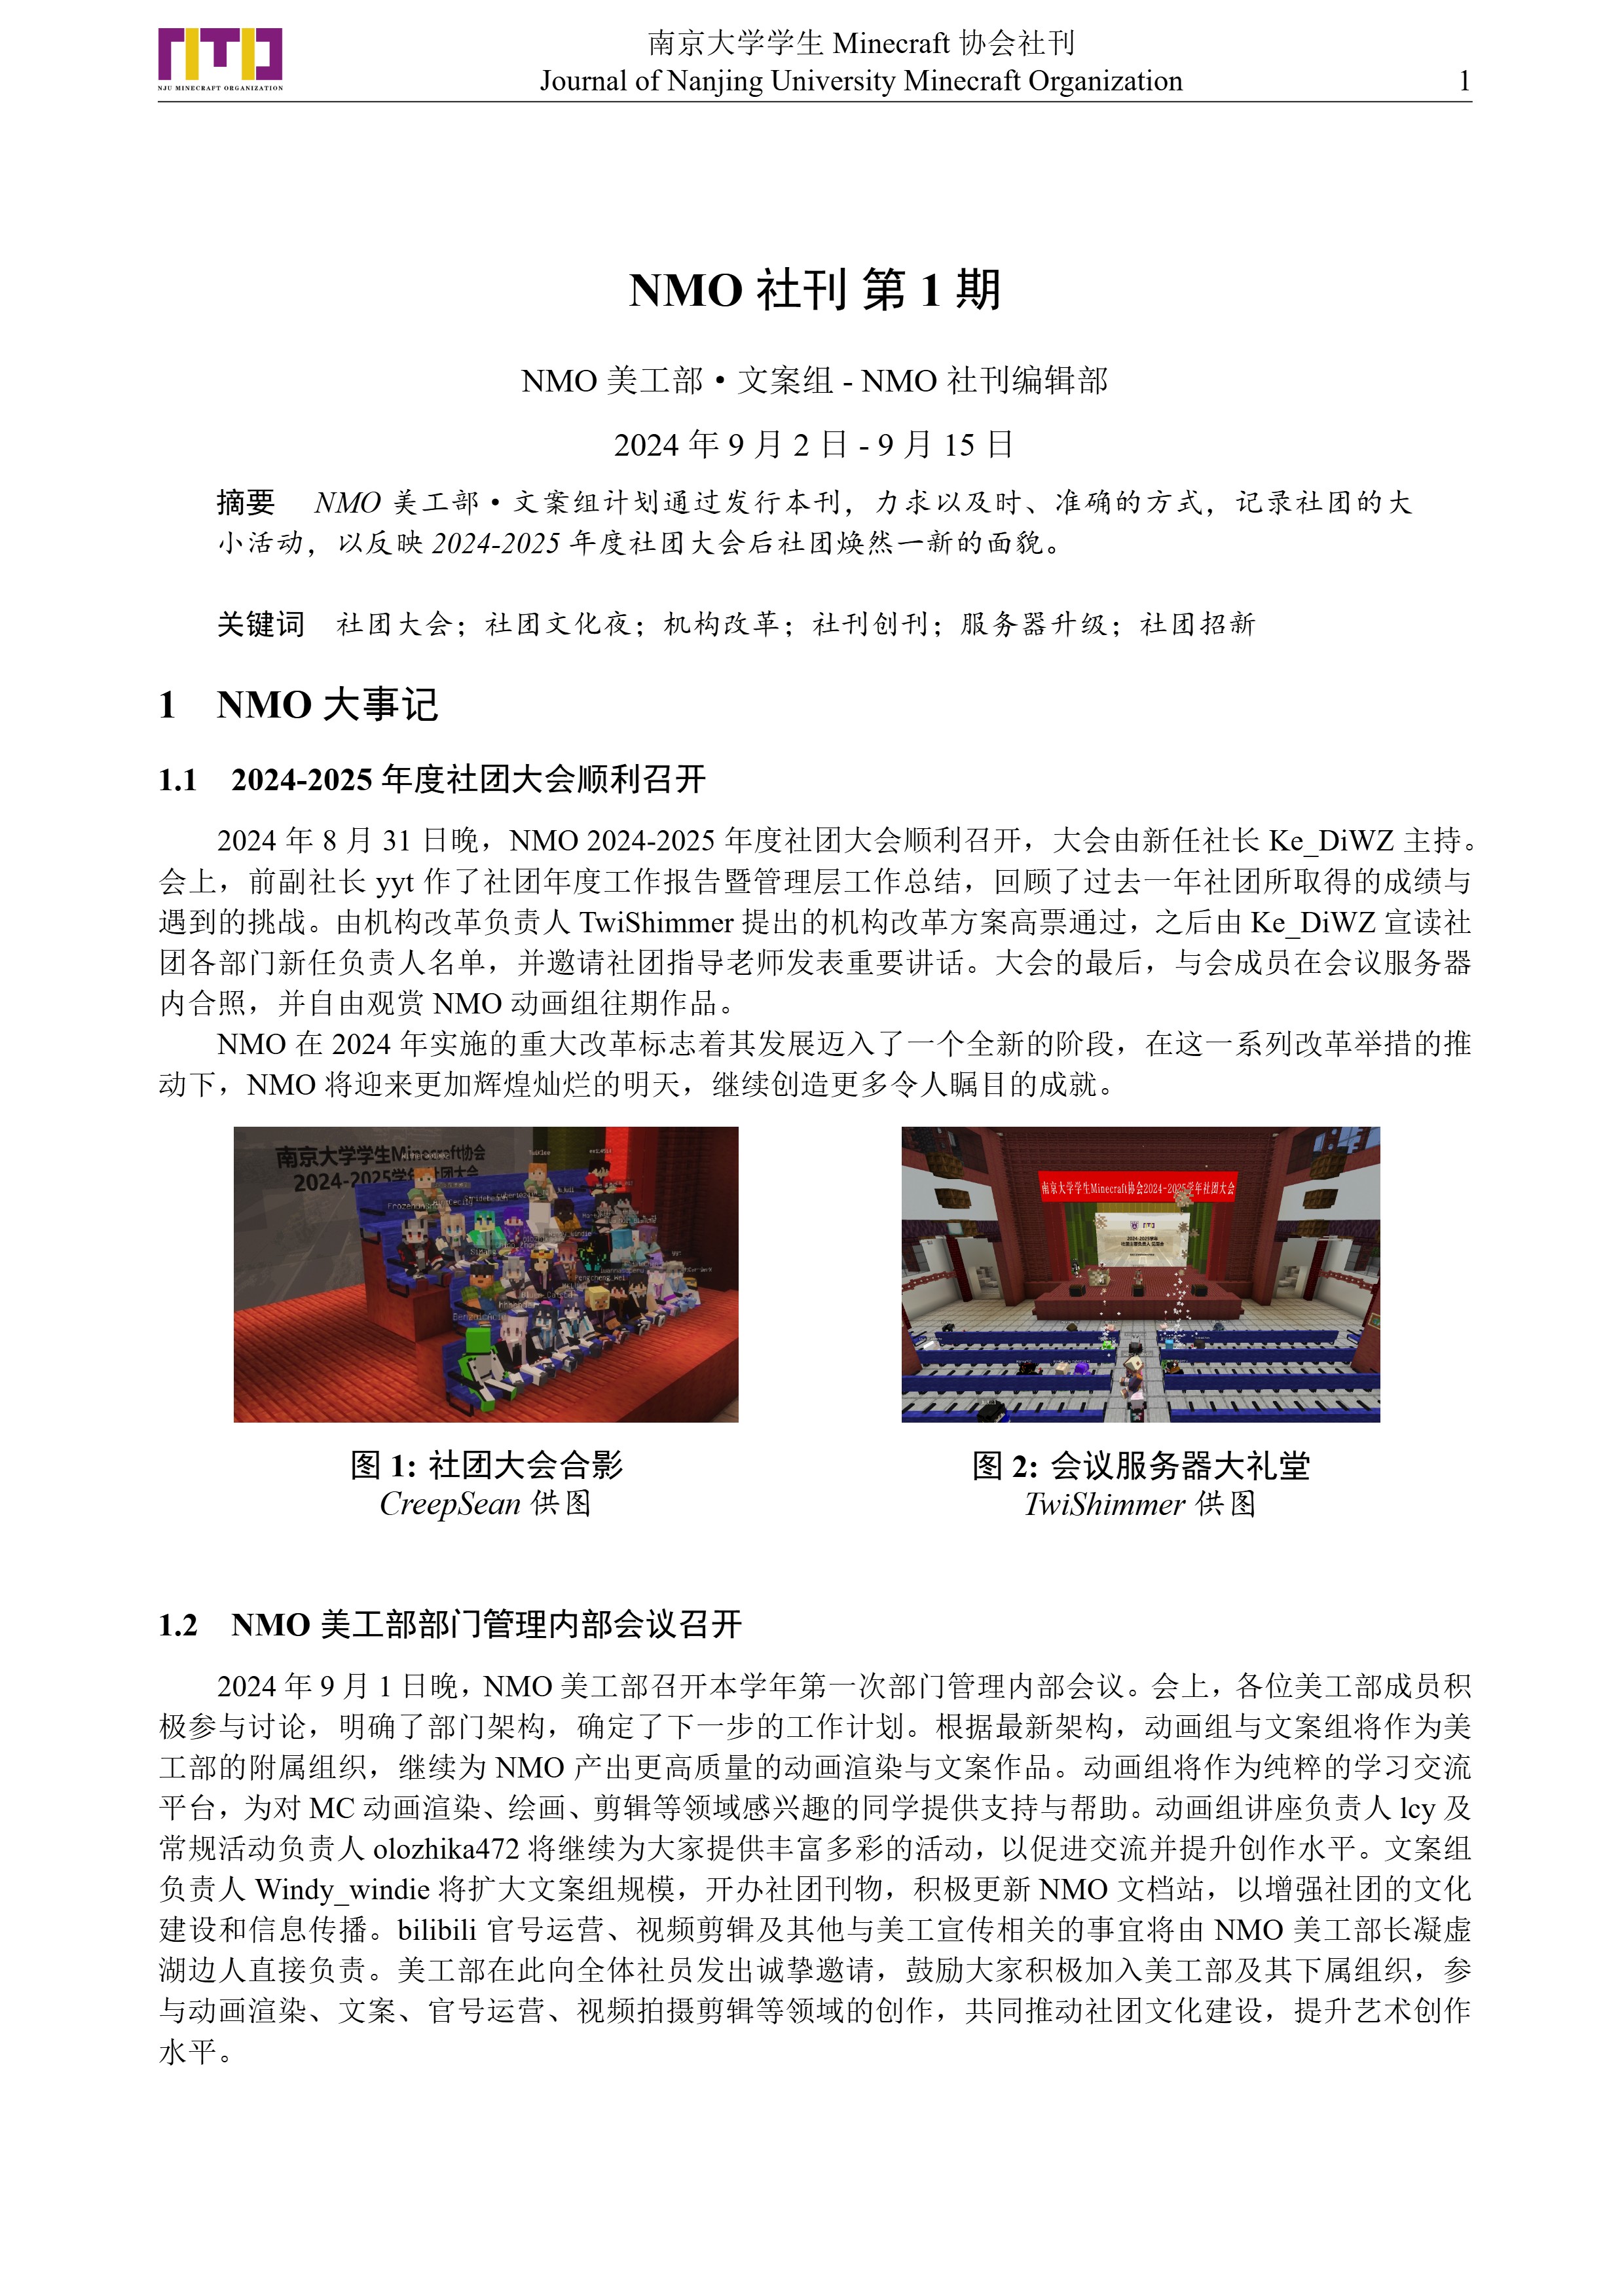 NJU MINECRAFT ORGANIZATION
南京大学学生 Minecraft 协会社刊
Journal of Nanjing University Minecraft Organization
1
NMO 社刊 第 1 期
NMO 美工部・文案组 - NMO 社刊编辑部
2024 年 9 月 2 日 - 9 月 15 日
摘要 NMO 美工部・文案组计划通过发行本刊，力求以及时、准确的方式，记录社团的大
小活动，以反映 2024-2025 年度社团大会后社团焕然一新的面貌。
关键词 社团大会；社团文化夜；机构改革；社刊创刊；服务器升级；社团招新
1 NMO 大事记
1.1 2024-2025 年度社团大会顺利召开
2024 年 8 月 31 日晚，NMO 2024-2025 年度社团大会顺利召开，大会由新任社长 Ke_DiWZ 主持。
会上，前副社长 yyt 作了社团年度工作报告暨管理层工作总结，回顾了过去一年社团所取得的成绩与
遇到的挑战。由机构改革负责人 TwiShimmer 提出的机构改革方案高票通过，之后由 Ke_DiWZ 宣读社
团各部门新任负责人名单，并邀请社团指导老师发表重要讲话。大会的最后，与会成员在会议服务器
内合照，并自由观赏 NMO 动画组往期作品。
NMO 在 2024 年实施的重大改革标志着其发展迈入了一个全新的阶段，在这一系列改革举措的推
动下，NMO 将迎来更加辉煌灿烂的明天，继续创造更多令人瞩目的成就。
南京大学学生Minecraft协会
2024-2025学年社团大会
南京大学学生Minecraft协会2024-2025学年社团大会
图 1: 社团大会合影
CreepSean 供图
图 2: 会议服务器大礼堂
TwiShimmer 供图
1.2 NMO 美工部部门管理内部会议召开
2024 年 9 月 1 日晚，NMO 美工部召开本学年第一次部门管理内部会议。会上，各位美工部成员积
极参与讨论，明确了部门架构，确定了下一步的工作计划。根据最新架构，动画组与文案组将作为美
工部的附属组织，继续为 NMO 产出更高质量的动画渲染与文案作品。动画组将作为纯粹的学习交流
平台，为对 MC 动画渲染、绘画、剪辑等领域感兴趣的同学提供支持与帮助。动画组讲座负责人 lcy 及
常规活动负责人 olozhika472 将继续为大家提供丰富多彩的活动，以促进交流并提升创作水平。文案组
负责人 Windy_windie 将扩大文案组规模，开办社团刊物，积极更新 NMO 文档站，以增强社团的文化
建设和信息传播。bilibili 官号运营、视频剪辑及其他与美工宣传相关的事宜将由 NMO 美工部长凝虚
湖边人直接负责。美工部在此向全体社员发出诚挚邀请，鼓励大家积极加入美工部及其下属组织，参
与动画渲染、文案、官号运营、视频拍摄剪辑等领域的创作，共同推动社团文化建设，提升艺术创作
水平。